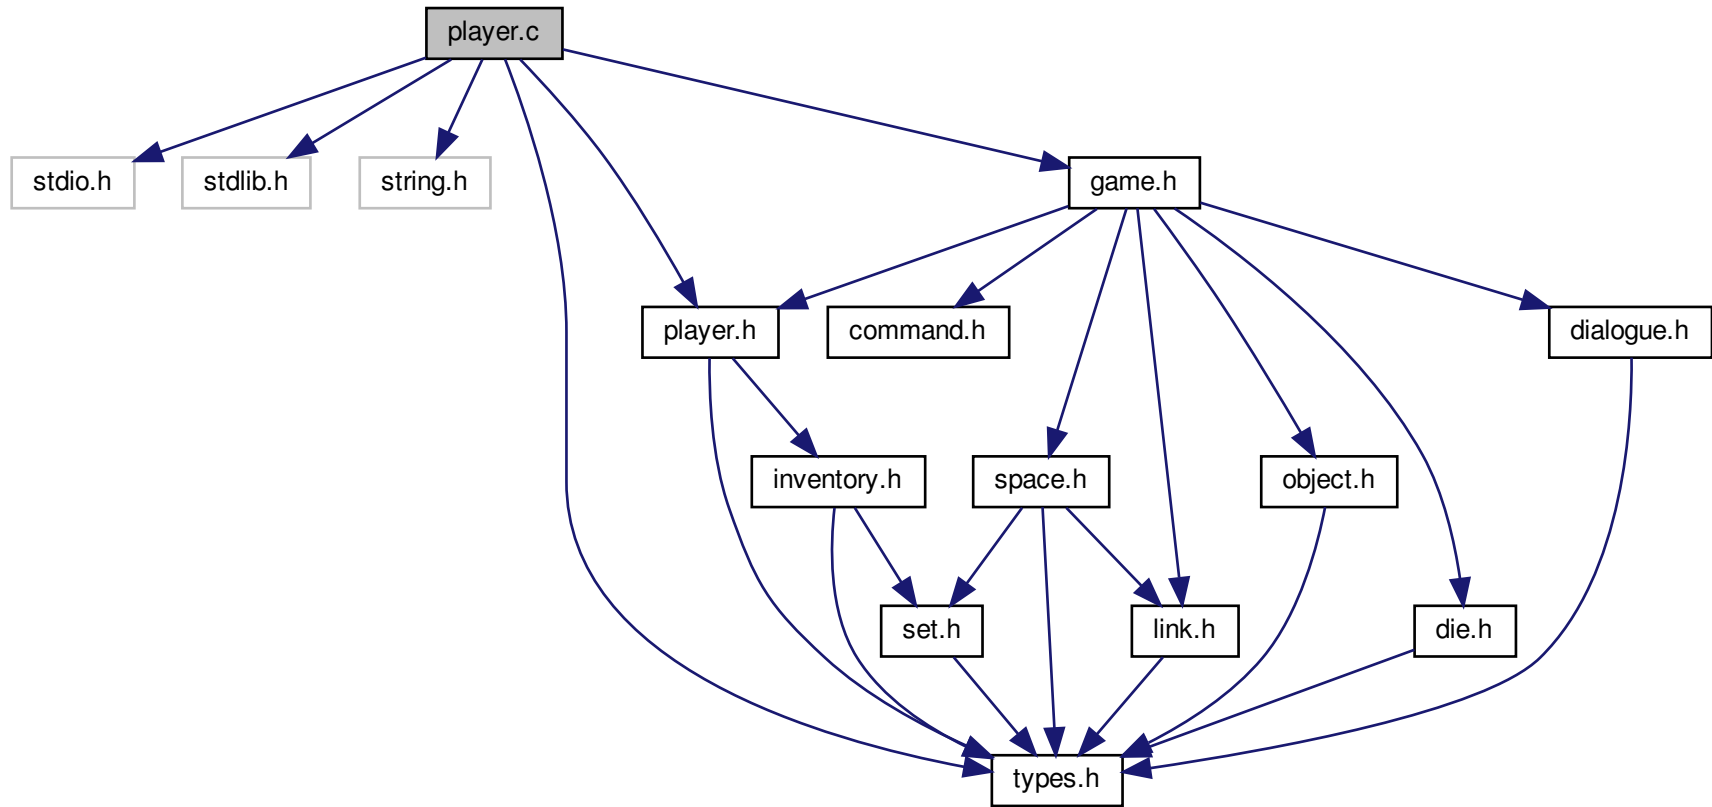 player.c
stdio.h
stdlib.h
string.h
game.h
player.h
command.h
dialogue.h
inventory.h
space.h
object.h
set.h
link.h
die.h
types.h